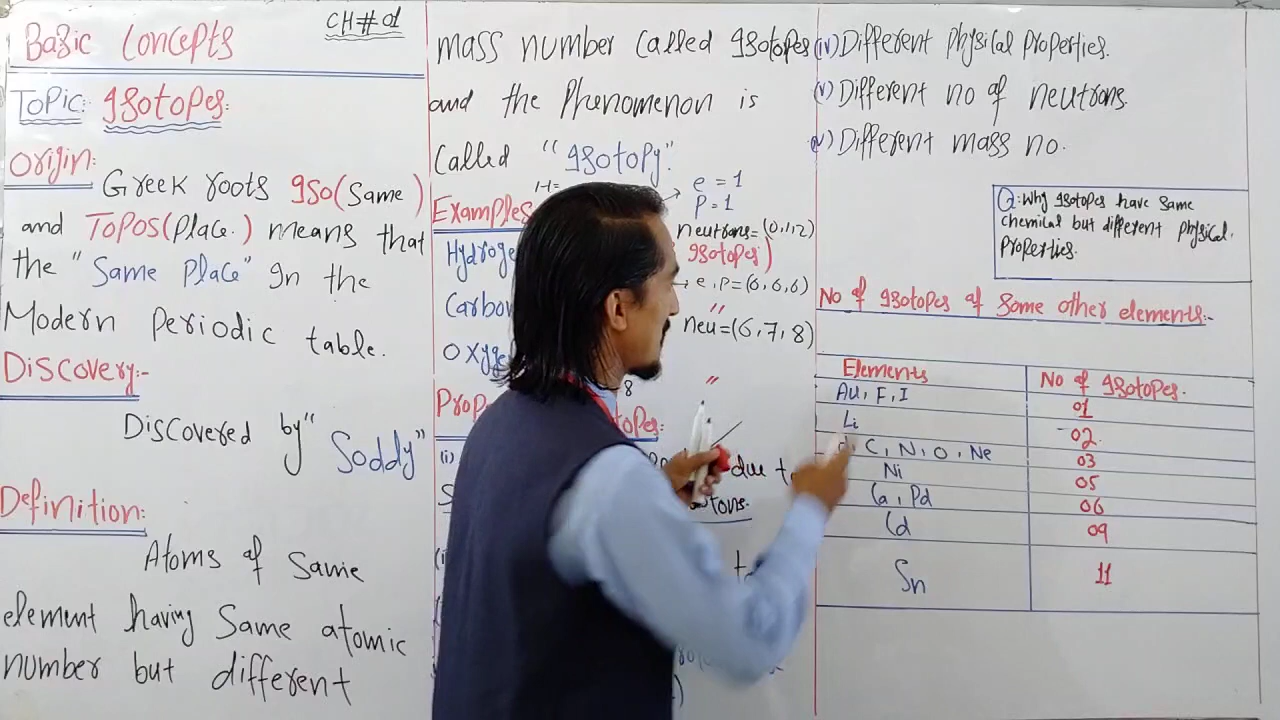 CH#01
Basic Concepts
Topic: Isotopes:
Origin:
Greek roots Iso(Same)
and Topos(Place.) means that
the "Same Place" In the
Modern Periodic table.
Discovery:-
Discovered by "Soddy"
Definition:
Atoms of Same
element having Same atomic
number but different
mass number called Isotopes
and the Phenomenon is
Called "Isotopy".
H=
e = 1
P = 1
Examples
neutrons=(0,1,2)
Isotopes)
e, p=(6,6,6)
"
neu=(6,7,8)
8
"
(i)
due
(iv) Different Physical Properties.
(v) Different no of neutrons.
Different mass no.
Q: Why Isotopes have Same
chemical but different physical.
Properties.
No of Isotopes of Some other elements:-
Elements No of Isotopes.
Au, F, I 01
Li 02.
C, N, O, Ne 03
Ni 05
Ca, Pd 06
Cd 09
Sn 11